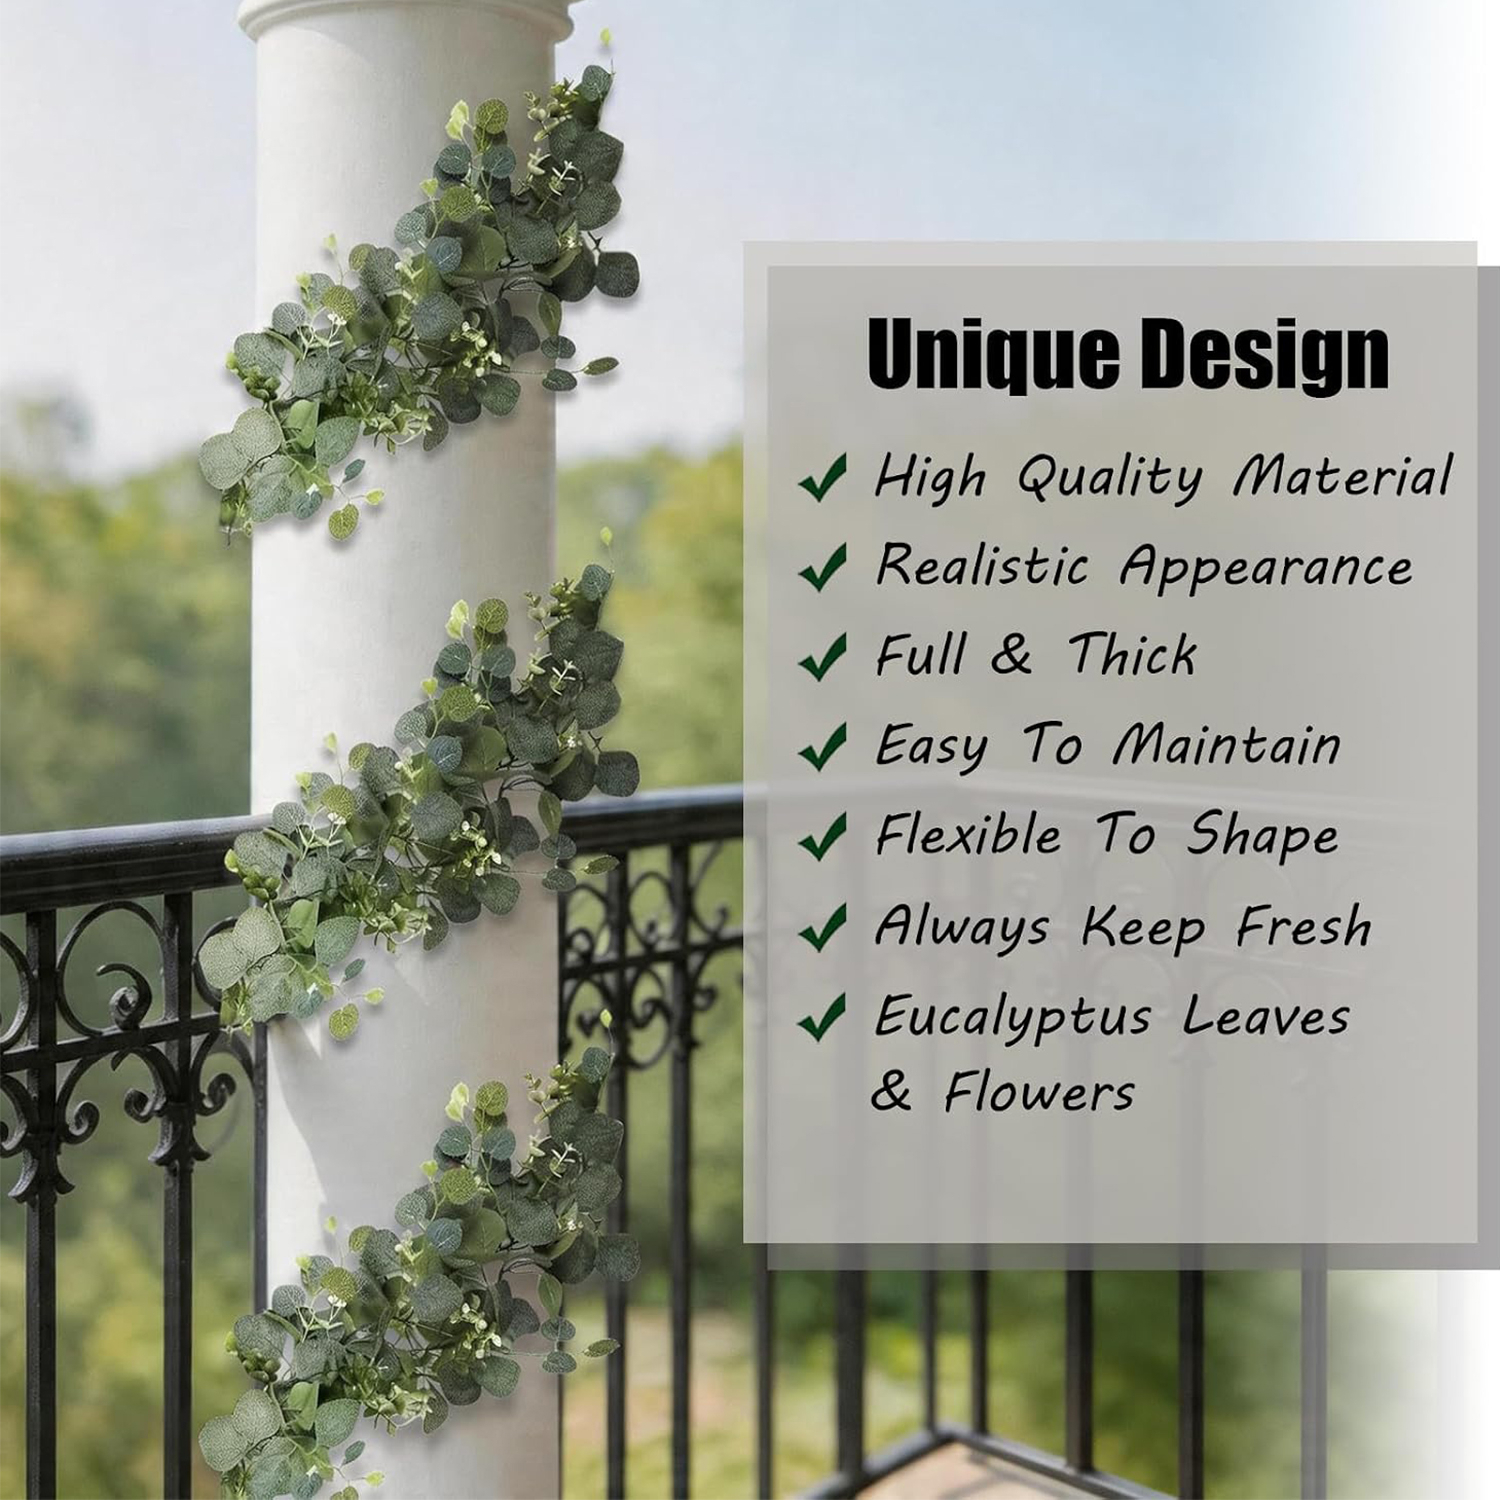 Unique Design
High Quality Material
Realistic Appearance
Full & Thick
Easy To Maintain
Flexible To Shape
Always Keep Fresh
Eucalyptus Leaves
& Flowers